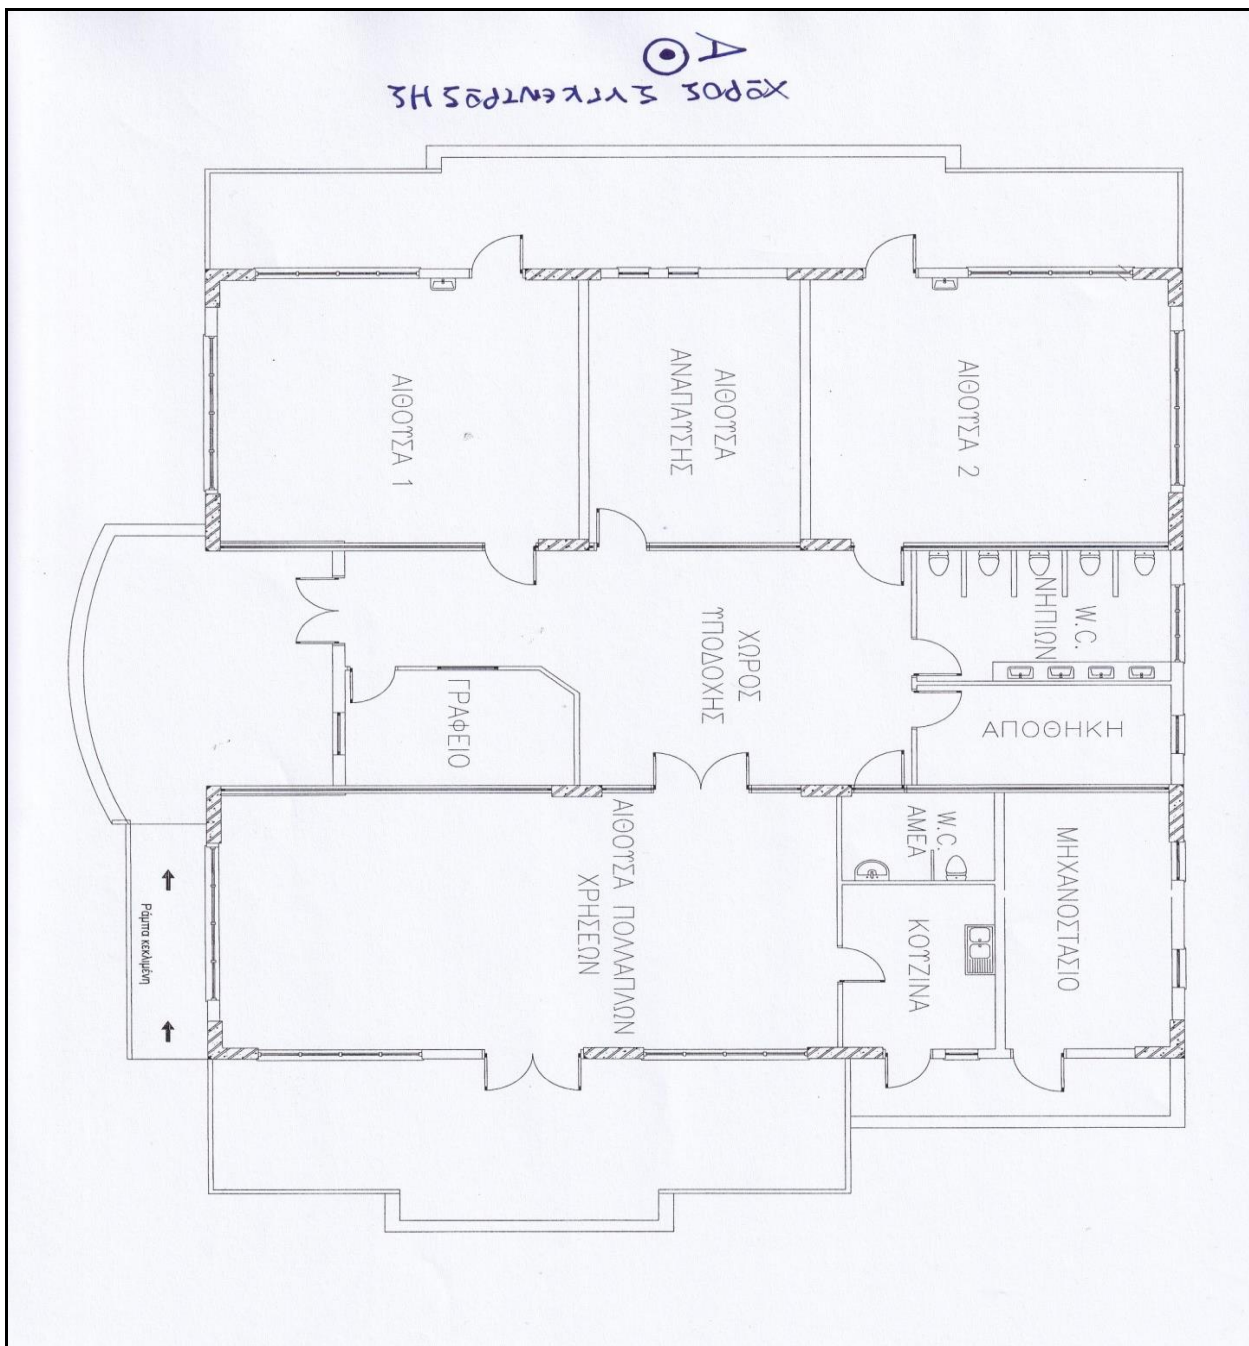 Α
ΧΩΡΟΣ ΣΥΓΚΕΝΤΡΩΣΗΣ
ΑΙΘΟΥΣΑ 1
ΑΙΘΟΥΣΑ
ΑΝΑΠΑΥΣΗΣ
ΑΙΘΟΥΣΑ 2
W.C.
ΝΗΠΙΩΝ
ΧΩΡΟΣ
ΥΠΟΔΟΧΗΣ
ΓΡΑΦΕΙΟ
ΑΠΟΘΗΚΗ
ΑΙΘΟΥΣΑ ΠΟΛΛΑΠΛΩΝ
ΧΡΗΣΕΩΝ
W.C.
ΑΜΕΑ
ΚΟΥΖΙΝΑ
ΜΗΧΑΝΟΣΤΑΣΙΟ
Ράμπα κεκλιμένη